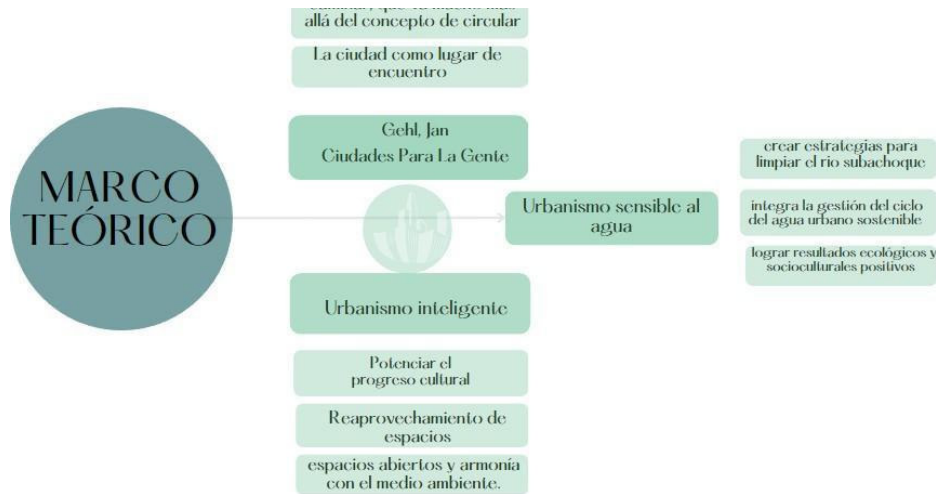 allá del concepto de circular
La ciudad como lugar de
encuentro
Gehl, Jan
Ciudades Para La Gente
MARCO
TEÓRICO
Urbanismo sensible al
agua
crear estrategias para
limpiar el rio subachoque
integra la gestión del ciclo
del agua urbano sostenible
lograr resultados ecológicos y
socioculturales positivos
Urbanismo inteligente
Potenciar el
progreso cultural
Reaprovechamiento de
espacios
espacios abiertos y armonía
con el medio ambiente.